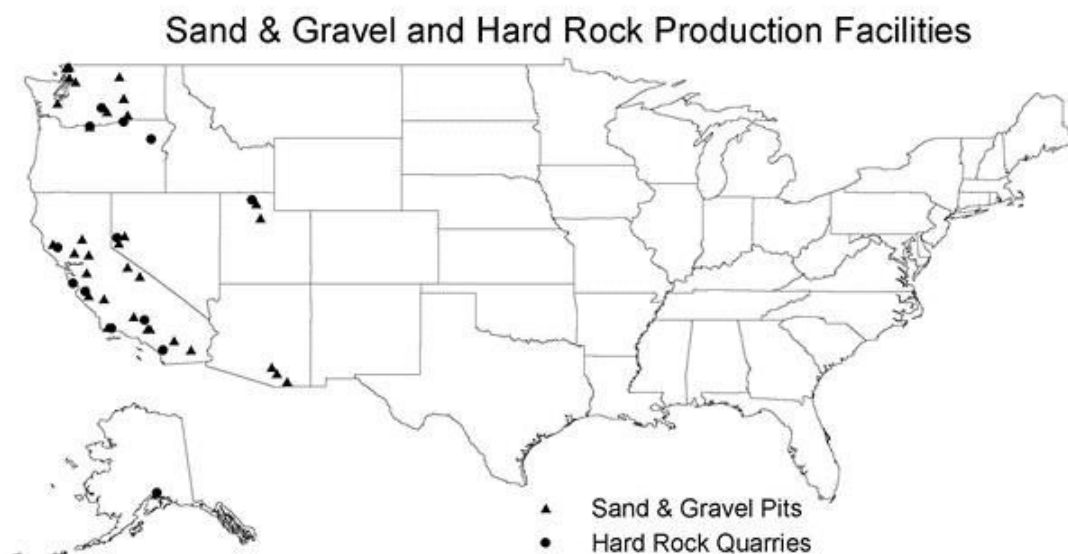 Sand & Gravel and Hard Rock Production Facilities
Sand & Gravel Pits
Hard Rock Quarries